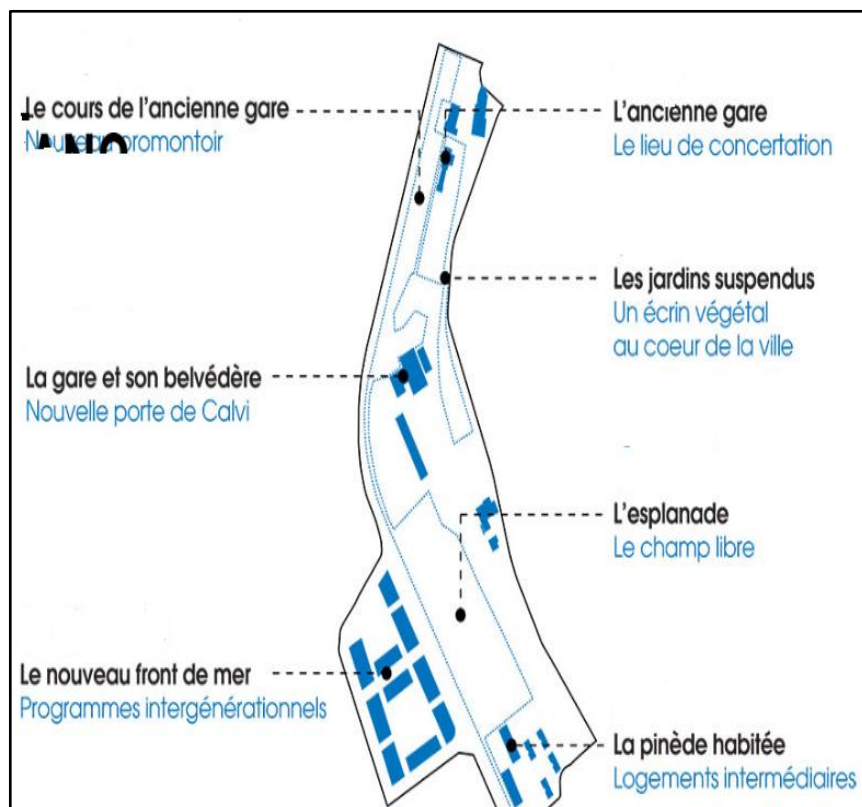 Le cours de l'ancienne gare
Nouveau promontoir
L'ancienne gare
Le lieu de concertation
Les jardins suspendus
Un écrin végétal
au coeur de la ville
La gare et son belvédère
Nouvelle porte de Calvi
L'esplanade
Le champ libre
Le nouveau front de mer
Programmes intergénérationnels
La pinède habitée
Logements intermédiaires